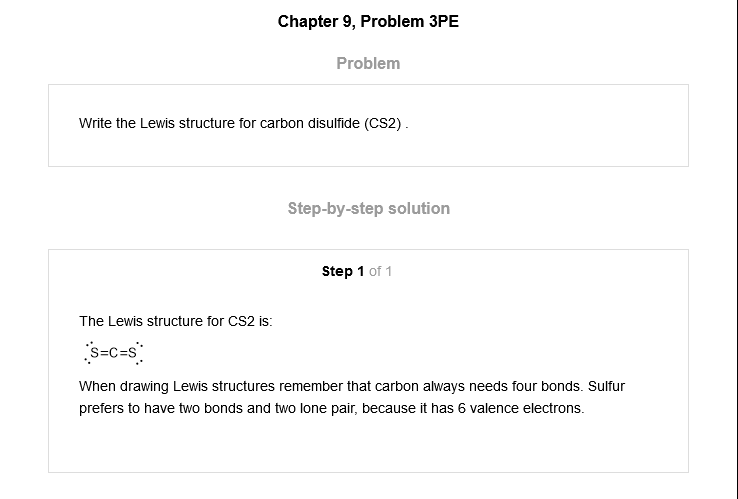 Chapter 9, Problem 3PE
Problem
Write the Lewis structure for carbon disulfide (CS2) .
Step-by-step solution
Step 1 of 1
The Lewis structure for CS2 is:
S=C=S
When drawing Lewis structures remember that carbon always needs four bonds. Sulfur
prefers to have two bonds and two lone pair, because it has 6 valence electrons.